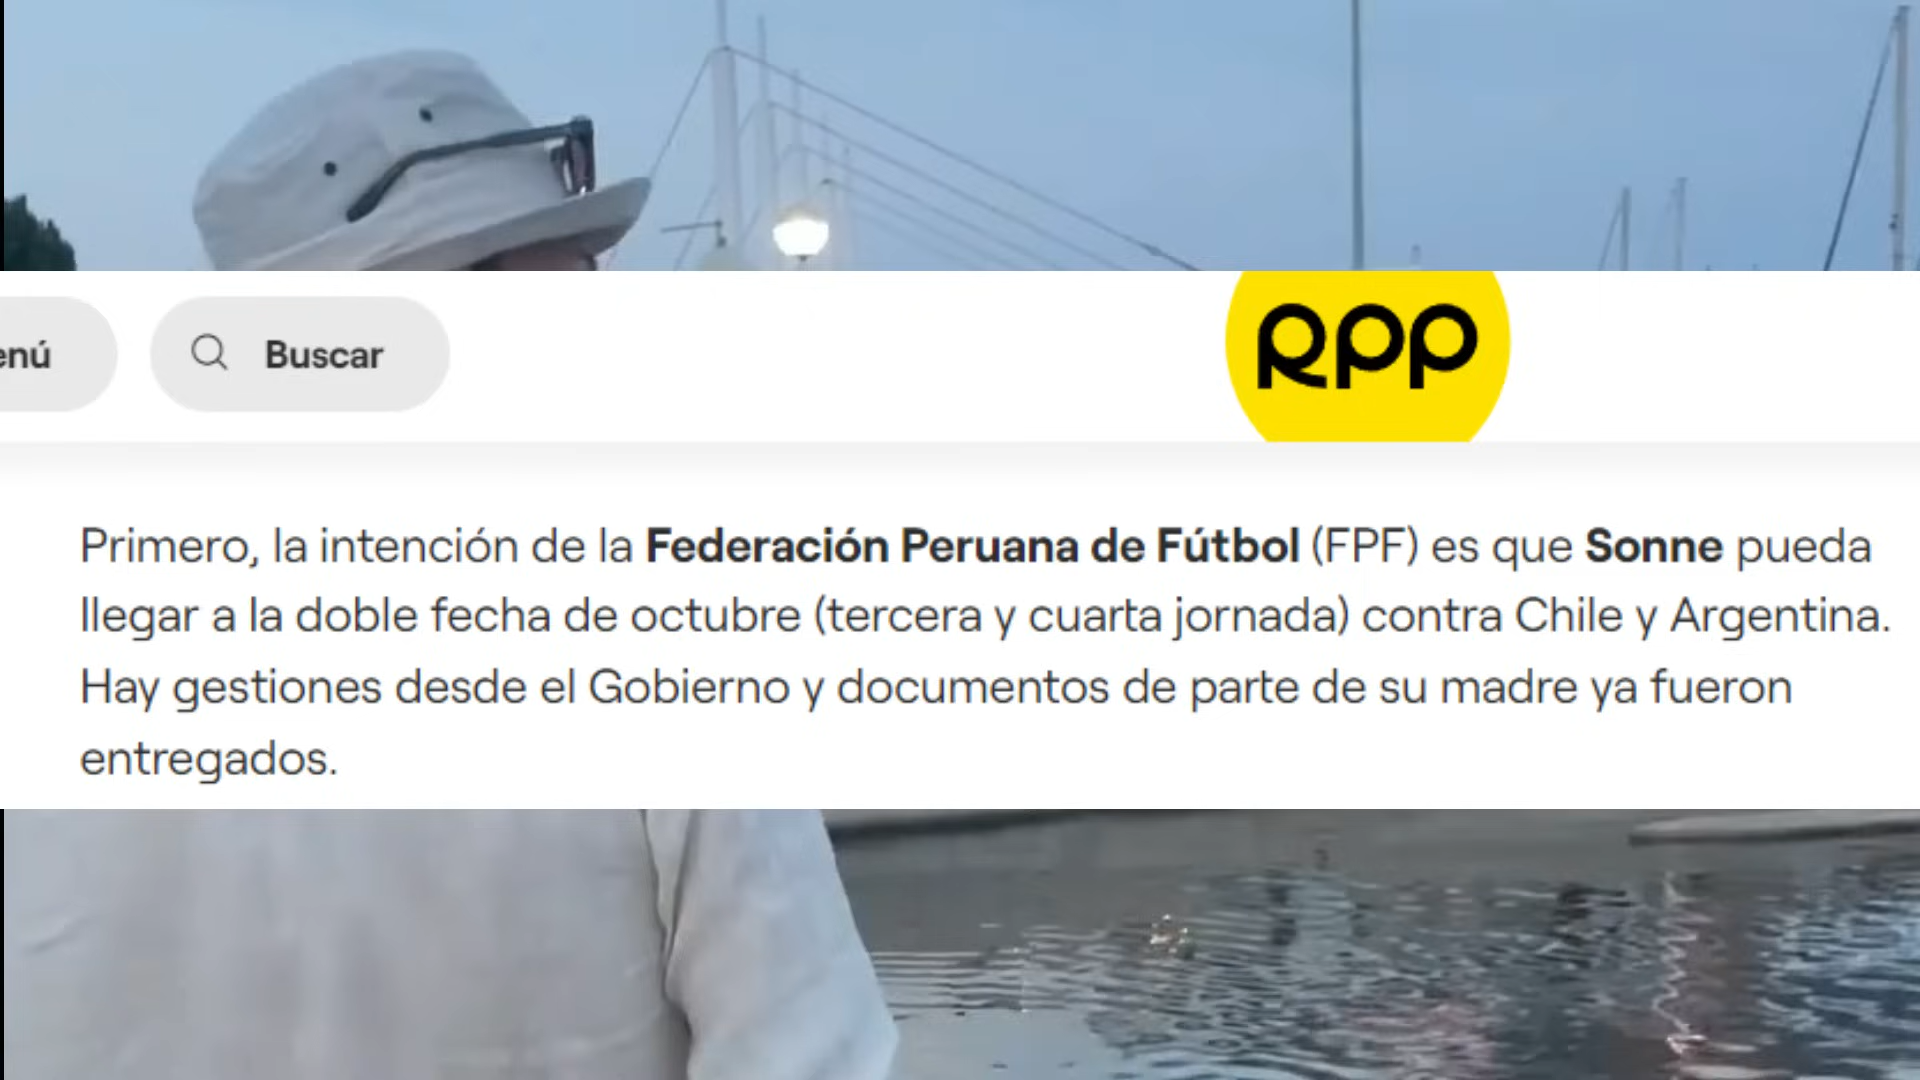 enú
Buscar
RPP
Primero, la intención de la Federación Peruana de Fútbol (FPF) es que Sonne pueda
llegar a la doble fecha de octubre (tercera y cuarta jornada) contra Chile y Argentina.
Hay gestiones desde el Gobierno y documentos de parte de su madre ya fueron
entregados.